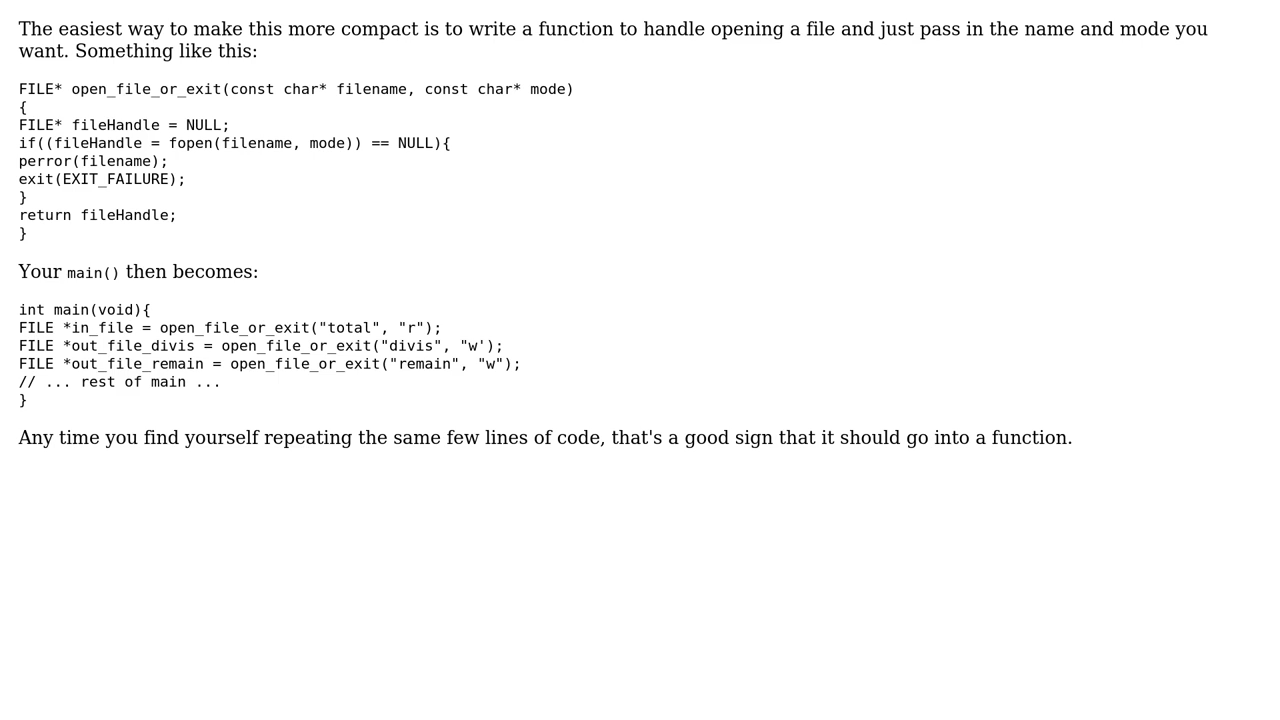 The easiest way to make this more compact is to write a function to handle opening a file and just pass in the name and mode you
want. Something like this:
FILE* open_file_or_exit(const char* filename, const char* mode)
{
FILE* fileHandle = NULL;
if((fileHandle = fopen(filename, mode)) == NULL){
perror(filename);
exit(EXIT_FAILURE);
}
return fileHandle;
}
Your main() then becomes:
int main(void){
FILE *in_file = open_file_or_exit("total", "r");
FILE *out_file_divis = open_file_or_exit("divis", "w');
FILE *out_file_remain = open_file_or_exit("remain", "w");
// ... rest of main ...
}
Any time you find yourself repeating the same few lines of code, that's a good sign that it should go into a function.